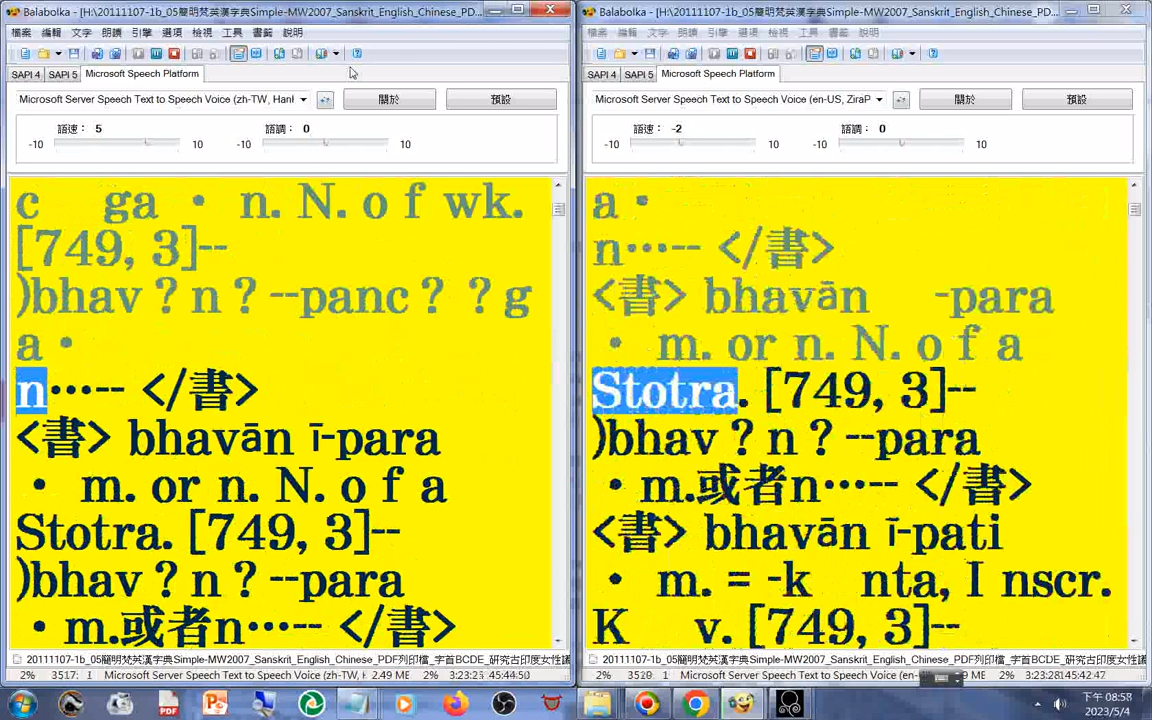 Balabolka - [H:\20111107-1b_05簡明梵英漢字典Simple-MW2007_Sanskrit_English_Chinese_PD...
檔案 編輯 文字 朗讀 引擎 選項 檢視 工具 書籤 說明
SAPI 4 SAPI 5 Microsoft Speech Platform
Microsoft Server Speech Text to Speech Voice (zh-TW, Hanl
關於 預設
語速： 5 語調： 0
-10 10 -10 10
c ga • n. N. o f wk.
[749, 3]--
)bhav ? n ? --panc ? ? g
a •
n…-- </書>
<書> bhavān ī-para
• m. or n. N. o f a
Stotra. [749, 3]--
)bhav ? n ? --para
• m.或者n…-- </書>
20111107-1b_05簡明梵英漢字典Simple-MW2007_Sanskrit_English_Chinese_PDF列印檔_字首BCDE_研究古印度女性議
2% 3517: 1 Microsoft Server Speech Text to Speech Voice (zh-TW, H 2.49 MB 2% 3:23:23/45:44:50
Balabolka - [H:\20111107-1b_05簡明梵英漢字典Simple-MW2007_Sanskrit_English_Chinese_PD...
檔案 編輯 文字 朗讀 引擎 選項 檢視 工具 書籤 說明
SAPI 4 SAPI 5 Microsoft Speech Platform
Microsoft Server Speech Text to Speech Voice (en-US, ZiraP
關於 預設
語速： -2 語調： 0
-10 10 -10 10
a •
n…-- </書>
<書> bhavān -para
• m. or n. N. o f a
Stotra. [749, 3]--
)bhav ? n ? --para
• m.或者n…-- </書>
<書> bhavān ī-pati
• m. = -k nta, I nscr.
K v. [749, 3]--
20111107-1b_05簡明梵英漢字典Simple-MW2007_Sanskrit_English_Chinese_PDF列印檔_字首BCDE_研究古印度女性議
2% 3520: 1 Microsoft Server Speech Text to Speech Voice (en-US, 9 MB 2% 3:23:28/45:42:47
PDF
下午 08:58
2023/5/4